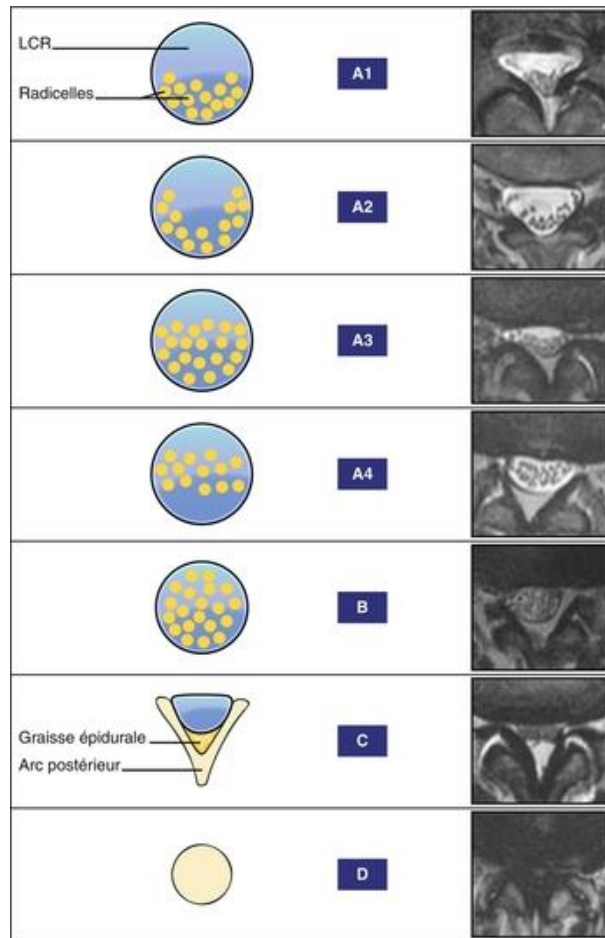 LCR
Radicelles
A1
A2
A3
A4
B
Graisse épidurale
Arc postérieur
C
D